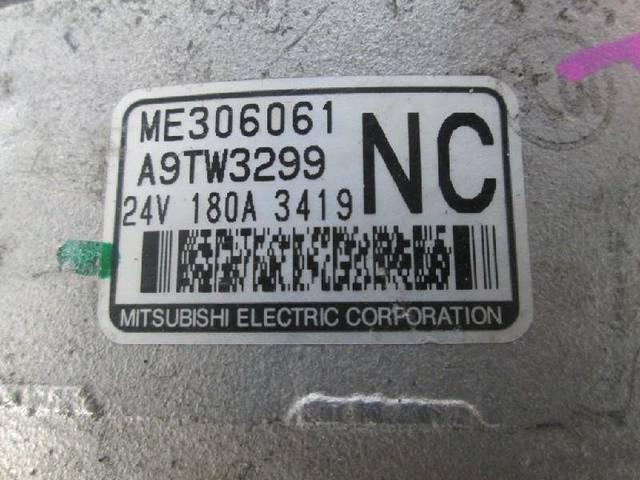 ME306061
A9TW3299
NC
24V 180A 3419
MITSUBISHI ELECTRIC CORPORATION